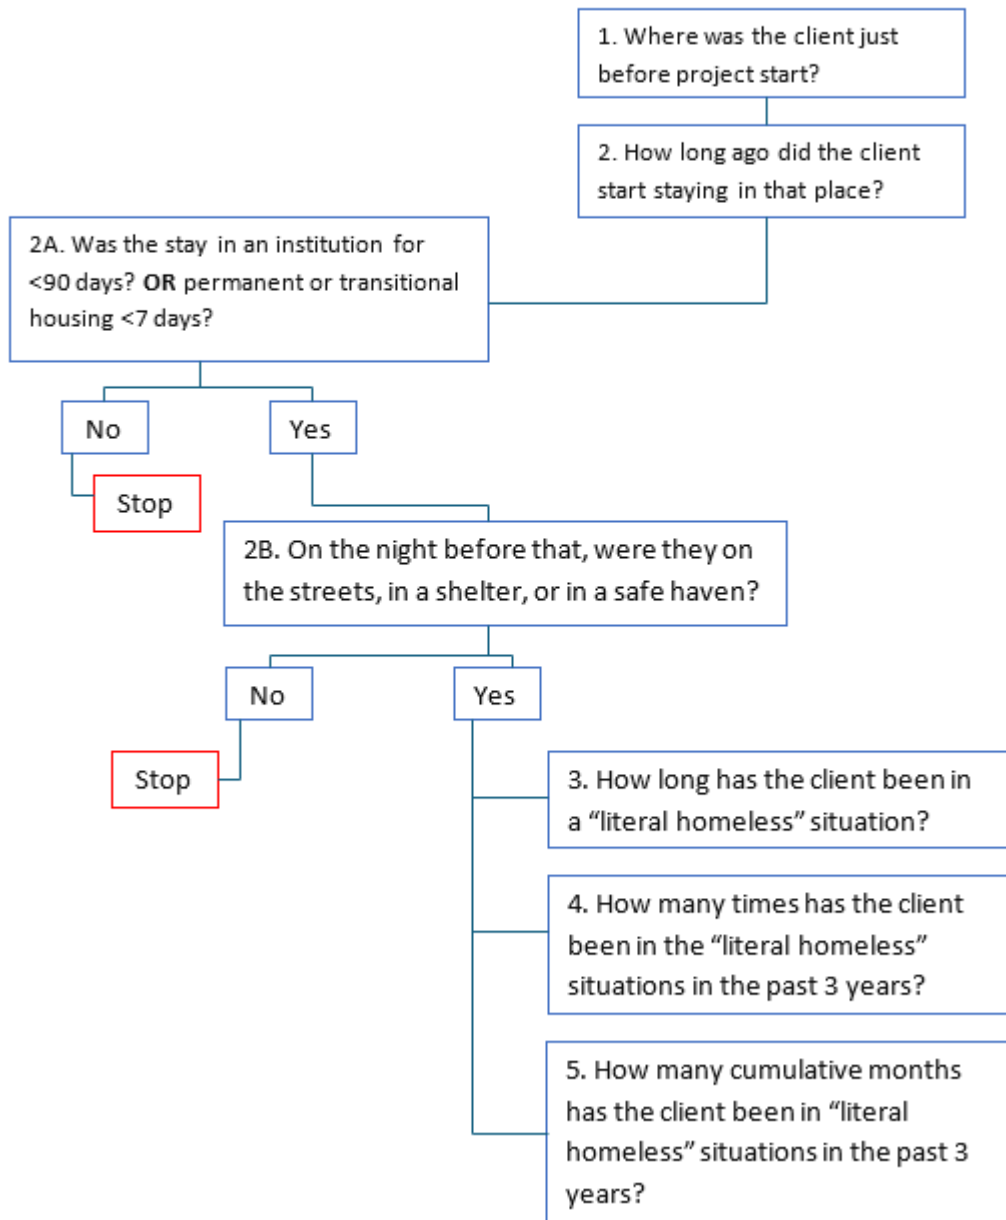 1. Where was the client just
before project start?
2. How long ago did the client
start staying in that place?
2A. Was the stay in an institution for
<90 days? OR permanent or transitional
housing <7 days?
No
Yes
Stop
2B. On the night before that, were they on
the streets, in a shelter, or in a safe haven?
No
Yes
Stop
3. How long has the client been in
a “literal homeless” situation?
4. How many times has the client
been in the “literal homeless”
situations in the past 3 years?
5. How many cumulative months
has the client been in “literal
homeless” situations in the past 3
years?